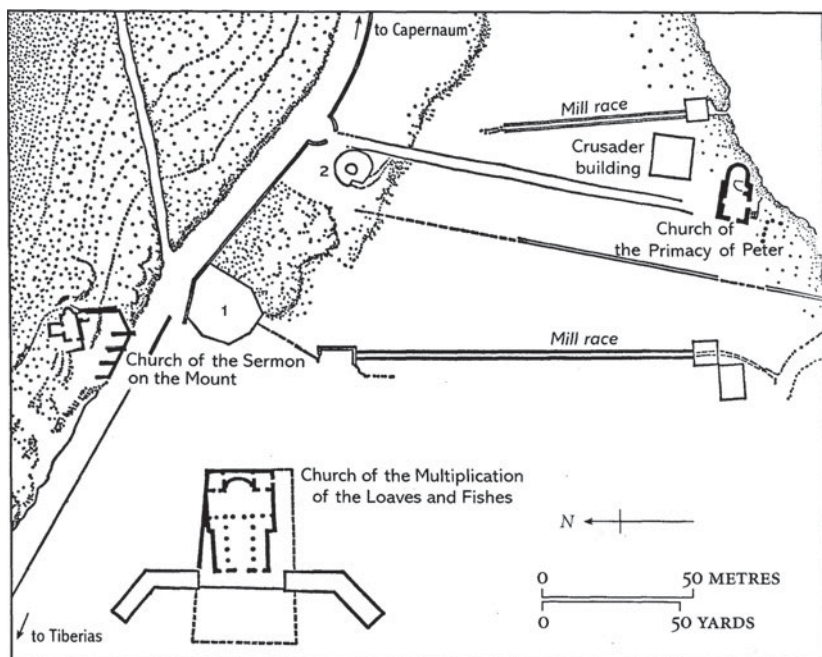 to Capernaum
Mill race
Crusader
building
2
Church of
the Primacy of Peter
1
Mill race
Church of the Sermon
on the Mount
Church of the Multiplication
of the Loaves and Fishes
N
0 50 METRES
0 50 YARDS
to Tiberias